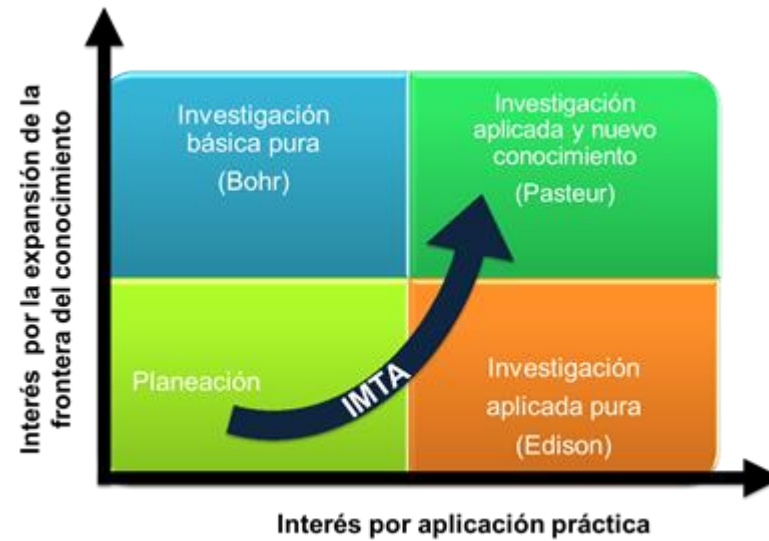 Interés por la expansión de la
frontera del conocimiento
Investigación
básica pura
(Bohr)
Investigación
aplicada y nuevo
conocimiento
(Pasteur)
Planeación
IMTA
Investigación
aplicada pura
(Edison)
Interés por aplicación práctica